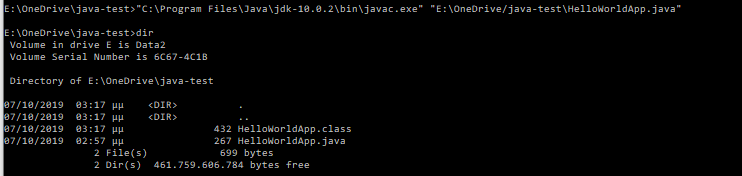 E:\OneDrive\java-test>"C:\Program Files\Java\jdk-10.0.2\bin\javac.exe" "E:\OneDrive/java-test\HelloWorldApp.java"
E:\OneDrive\java-test>dir
Volume in drive E is Data2
Volume Serial Number is 6C67-4C1B
Directory of E:\OneDrive\java-test
07/10/2019 03:17 μμ <DIR> .
07/10/2019 03:17 μμ <DIR> ..
07/10/2019 03:17 μμ 432 HelloWorldApp.class
07/10/2019 02:57 μμ 267 HelloWorldApp.java
2 File(s) 699 bytes
2 Dir(s) 461.759.606.784 bytes free